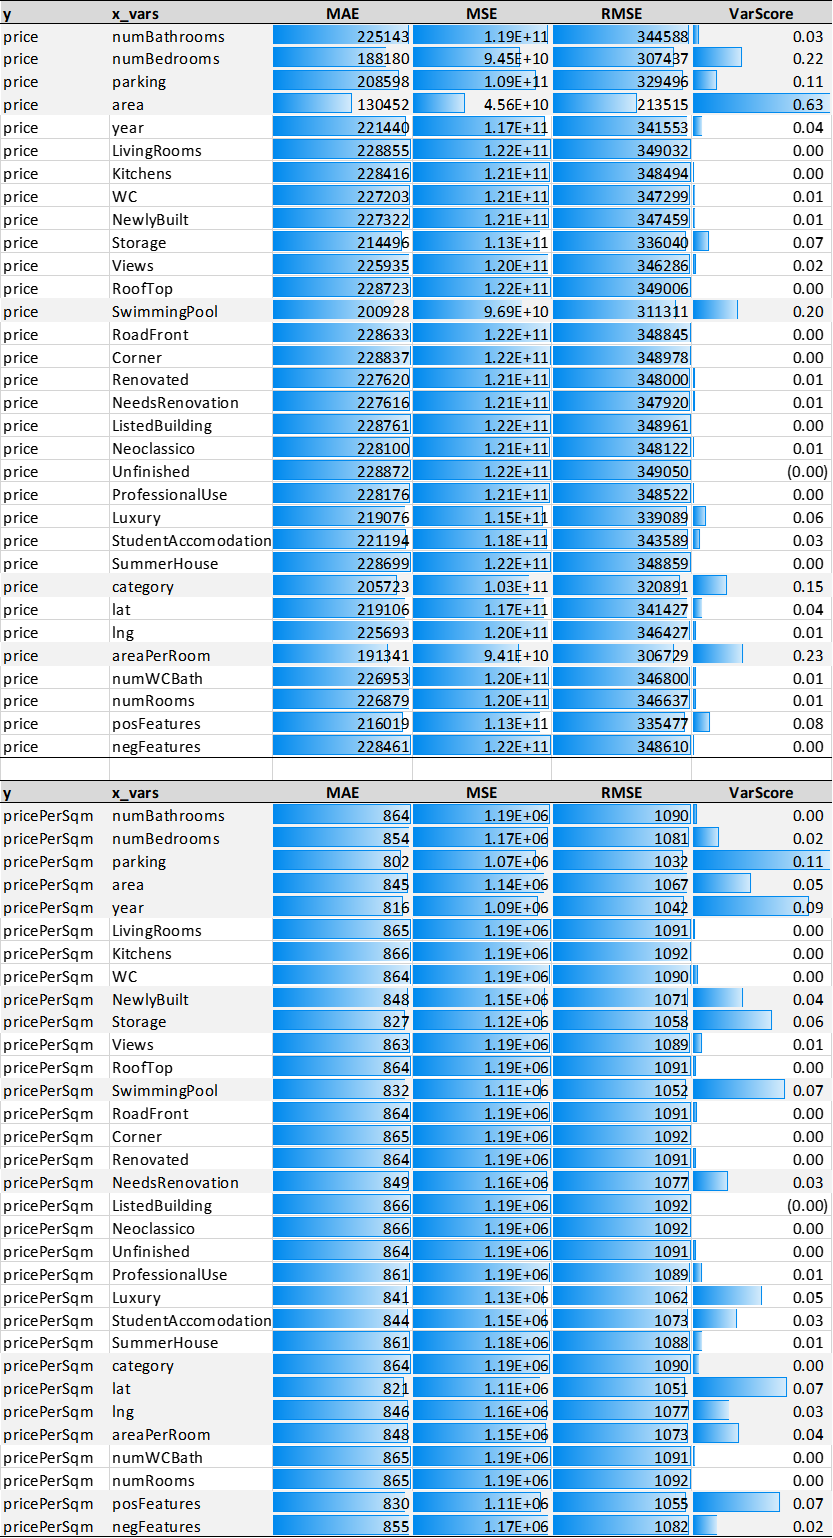 y x_vars MAE MSE RMSE VarScore
price numBathrooms 225143 1.19E+11 344588 0.03
price numBedrooms 188180 9.45E+10 307437 0.22
price parking 208598 1.09E+11 329496 0.11
price area 130452 4.56E+10 213515 0.63
price year 221440 1.17E+11 341553 0.04
price LivingRooms 228855 1.22E+11 349032 0.00
price Kitchens 228416 1.21E+11 348494 0.00
price WC 227203 1.21E+11 347299 0.01
price NewlyBuilt 227322 1.21E+11 347459 0.01
price Storage 214496 1.13E+11 336040 0.07
price Views 225935 1.20E+11 346286 0.02
price RoofTop 228723 1.22E+11 349006 0.00
price SwimmingPool 200928 9.69E+10 311311 0.20
price RoadFront 228633 1.22E+11 348845 0.00
price Corner 228837 1.22E+11 348978 0.00
price Renovated 227620 1.21E+11 348000 0.01
price NeedsRenovation 227616 1.21E+11 347920 0.01
price ListedBuilding 228761 1.22E+11 348961 0.00
price Neoclassico 228100 1.21E+11 348122 0.01
price Unfinished 228872 1.22E+11 349050 (0.00)
price ProfessionalUse 228176 1.21E+11 348522 0.00
price Luxury 219076 1.15E+11 339089 0.06
price StudentAccomodation 221194 1.18E+11 343589 0.03
price SummerHouse 228699 1.22E+11 348859 0.00
price category 205723 1.03E+11 320891 0.15
price lat 219106 1.17E+11 341427 0.04
price lng 225693 1.20E+11 346427 0.01
price areaPerRoom 191341 9.41E+10 306729 0.23
price numWCBath 226953 1.20E+11 346800 0.01
price numRooms 226879 1.20E+11 346637 0.01
price posFeatures 216019 1.13E+11 335477 0.08
price negFeatures 228461 1.22E+11 348610 0.00
y x_vars MAE MSE RMSE VarScore
pricePerSqm numBathrooms 864 1.19E+06 1090 0.00
pricePerSqm numBedrooms 854 1.17E+06 1081 0.02
pricePerSqm parking 802 1.07E+06 1032 0.11
pricePerSqm area 845 1.14E+06 1067 0.05
pricePerSqm year 816 1.09E+06 1042 0.09
pricePerSqm LivingRooms 865 1.19E+06 1091 0.00
pricePerSqm Kitchens 866 1.19E+06 1092 0.00
pricePerSqm WC 864 1.19E+06 1090 0.00
pricePerSqm NewlyBuilt 848 1.15E+06 1071 0.04
pricePerSqm Storage 827 1.12E+06 1058 0.06
pricePerSqm Views 863 1.19E+06 1089 0.01
pricePerSqm RoofTop 864 1.19E+06 1091 0.00
pricePerSqm SwimmingPool 832 1.11E+06 1052 0.07
pricePerSqm RoadFront 864 1.19E+06 1091 0.00
pricePerSqm Corner 865 1.19E+06 1092 0.00
pricePerSqm Renovated 864 1.19E+06 1091 0.00
pricePerSqm NeedsRenovation 849 1.16E+06 1077 0.03
pricePerSqm ListedBuilding 866 1.19E+06 1092 (0.00)
pricePerSqm Neoclassico 866 1.19E+06 1092 0.00
pricePerSqm Unfinished 864 1.19E+06 1091 0.00
pricePerSqm ProfessionalUse 861 1.19E+06 1089 0.01
pricePerSqm Luxury 841 1.13E+06 1062 0.05
pricePerSqm StudentAccomodation 844 1.15E+06 1073 0.03
pricePerSqm SummerHouse 861 1.18E+06 1088 0.01
pricePerSqm category 864 1.19E+06 1090 0.00
pricePerSqm lat 821 1.11E+06 1051 0.07
pricePerSqm lng 846 1.16E+06 1077 0.03
pricePerSqm areaPerRoom 848 1.15E+06 1073 0.04
pricePerSqm numWCBath 865 1.19E+06 1091 0.00
pricePerSqm numRooms 865 1.19E+06 1092 0.00
pricePerSqm posFeatures 830 1.11E+06 1055 0.07
pricePerSqm negFeatures 855 1.17E+06 1082 0.02